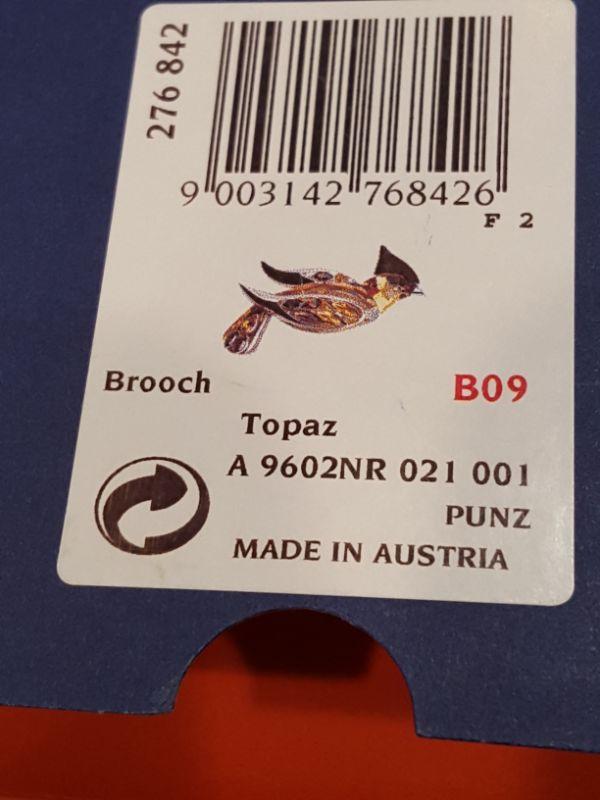 276 842
9 003142 768426
F 2
Brooch B09
Topaz
A 9602NR 021 001
PUNZ
MADE IN AUSTRIA